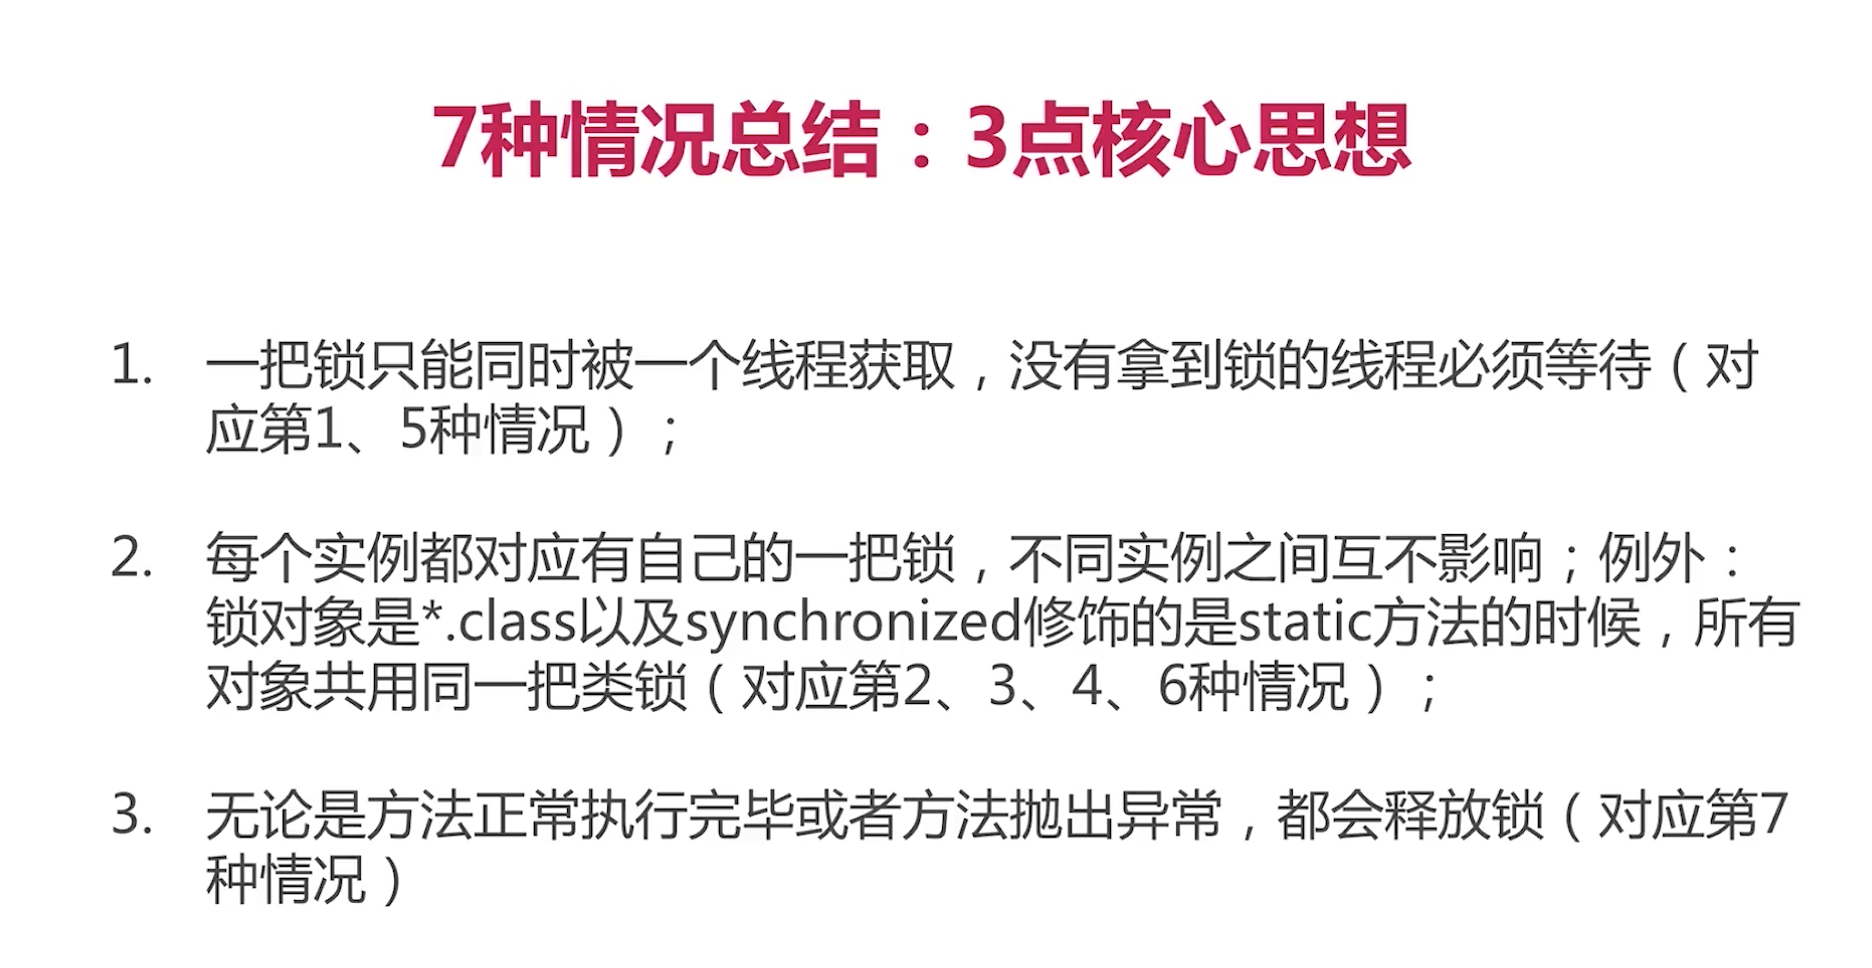 7种情况总结：3点核心思想
1. 一把锁只能同时被一个线程获取，没有拿到锁的线程必须等待（对
应第1、5种情况）；
2. 每个实例都对应有自己的一把锁，不同实例之间互不影响；例外：
锁对象是*.class以及synchronized修饰的是static方法的时候，所有
对象共用同一把类锁（对应第2、3、4、6种情况）；
3. 无论是方法正常执行完毕或者方法抛出异常，都会释放锁（对应第7
种情况）